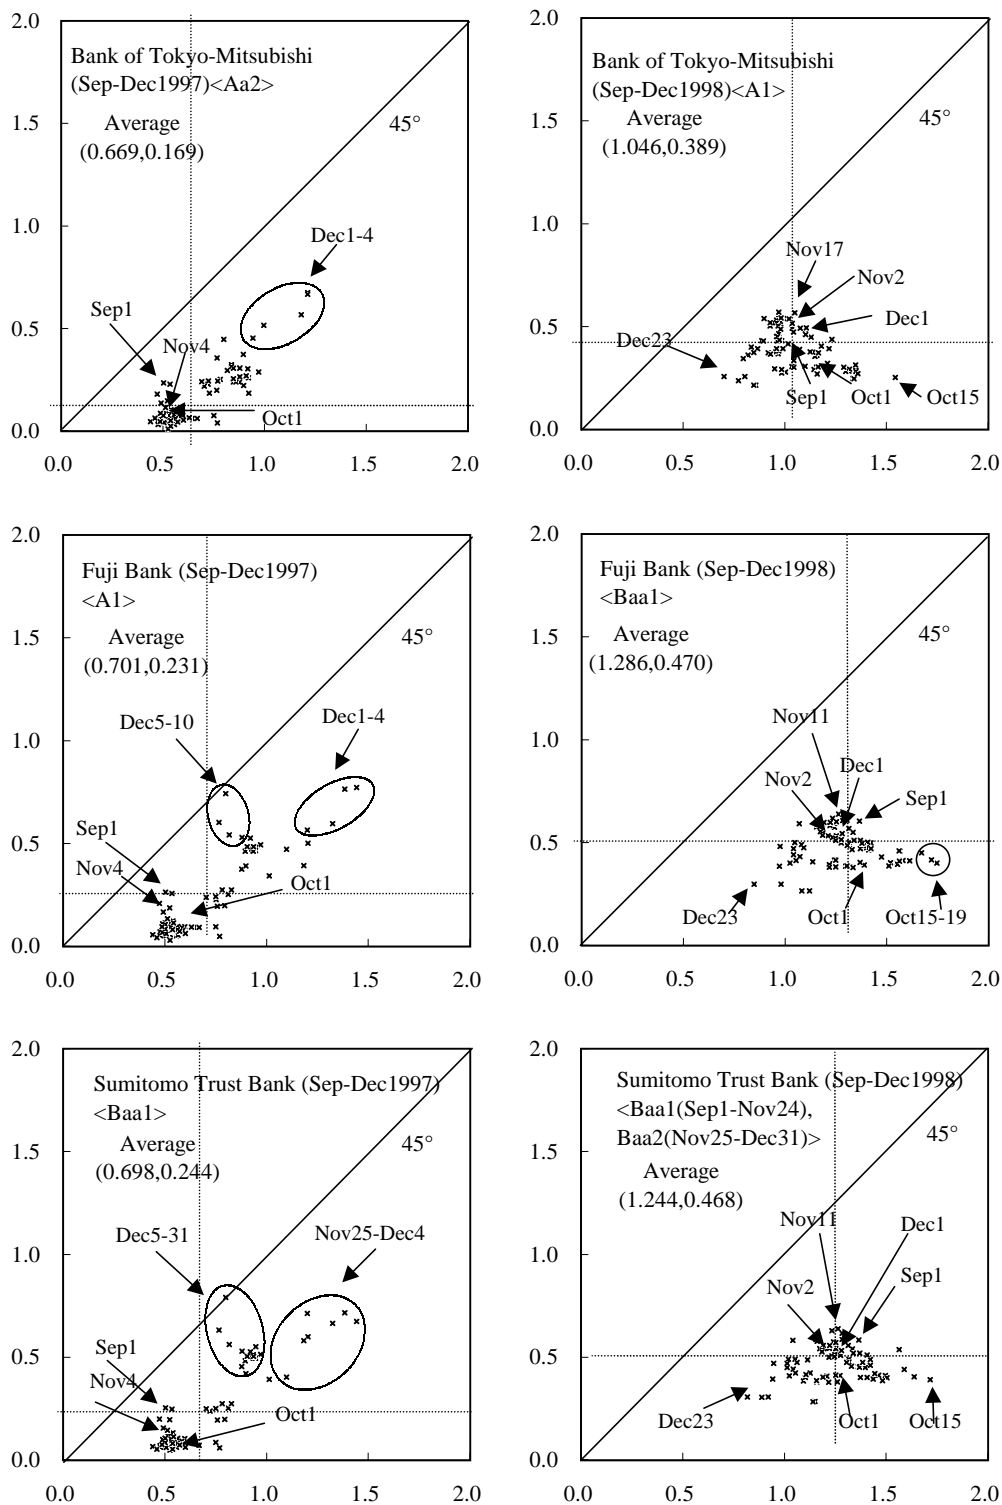 2.0
Bank of Tokyo-Mitsubishi
(Sep-Dec1997)<Aa2>
Average
(0.669,0.169)
45°
1.5
1.0
Dec1-4
Sep1
0.5
Nov4
Oct1
0.0
0.0 0.5 1.0 1.5 2.0
2.0
Bank of Tokyo-Mitsubishi
(Sep-Dec1998)<A1>
Average
(1.046,0.389)
45°
1.5
1.0
Nov17
Nov2
Dec1
0.5
Dec23
Sep1
Oct1
Oct15
0.0
0.0 0.5 1.0 1.5 2.0
2.0
Fuji Bank (Sep-Dec1997)
<A1>
Average
(0.701,0.231)
45°
1.5
Dec5-10
Dec1-4
1.0
Sep1
0.5
Nov4
Oct1
0.0
0.0 0.5 1.0 1.5 2.0
2.0
Fuji Bank (Sep-Dec1998)
<Baa1>
Average
(1.286,0.470)
45°
1.5
Nov11
1.0
Nov2
Dec1
Sep1
0.5
Dec23
Oct1
Oct15-19
0.0
0.0 0.5 1.0 1.5 2.0
2.0
Sumitomo Trust Bank (Sep-Dec1997)
<Baa1>
Average
(0.698,0.244)
45°
1.5
Dec5-31
Nov25-Dec4
1.0
Sep1
0.5
Nov4
Oct1
0.0
0.0 0.5 1.0 1.5 2.0
2.0
Sumitomo Trust Bank (Sep-Dec1998)
<Baa1(Sep1-Nov24),
Baa2(Nov25-Dec31)>
Average
(1.244,0.468)
45°
1.5
Nov11
Dec1
1.0
Nov2
Sep1
0.5
Dec23
Oct1
Oct15
0.0
0.0 0.5 1.0 1.5 2.0